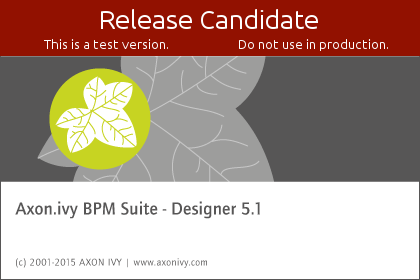 Release Candidate
This is a test version. Do not use in production.
Axon.ivy BPM Suite - Designer 5.1
(c) 2001-2015 AXON IVY | www.axonivy.com